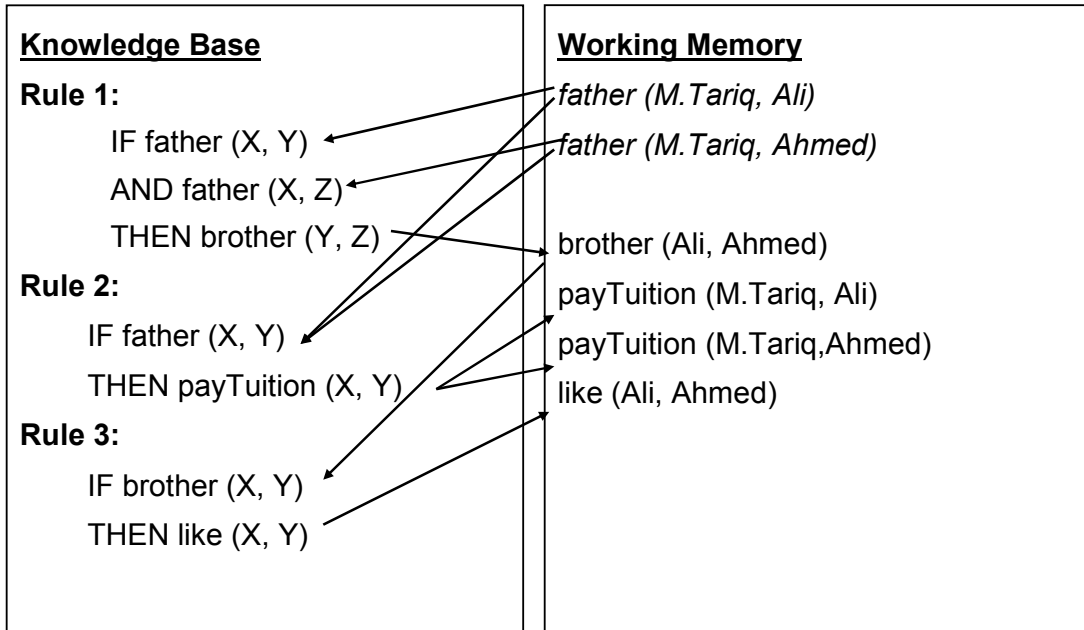 Knowledge Base
Rule 1:
IF father (X, Y)
AND father (X, Z)
THEN brother (Y, Z)
Rule 2:
IF father (X, Y)
THEN payTuition (X, Y)
Rule 3:
IF brother (X, Y)
THEN like (X, Y)
Working Memory
father (M.Tariq, Ali)
father (M.Tariq, Ahmed)
brother (Ali, Ahmed)
payTuition (M.Tariq, Ali)
payTuition (M.Tariq,Ahmed)
like (Ali, Ahmed)